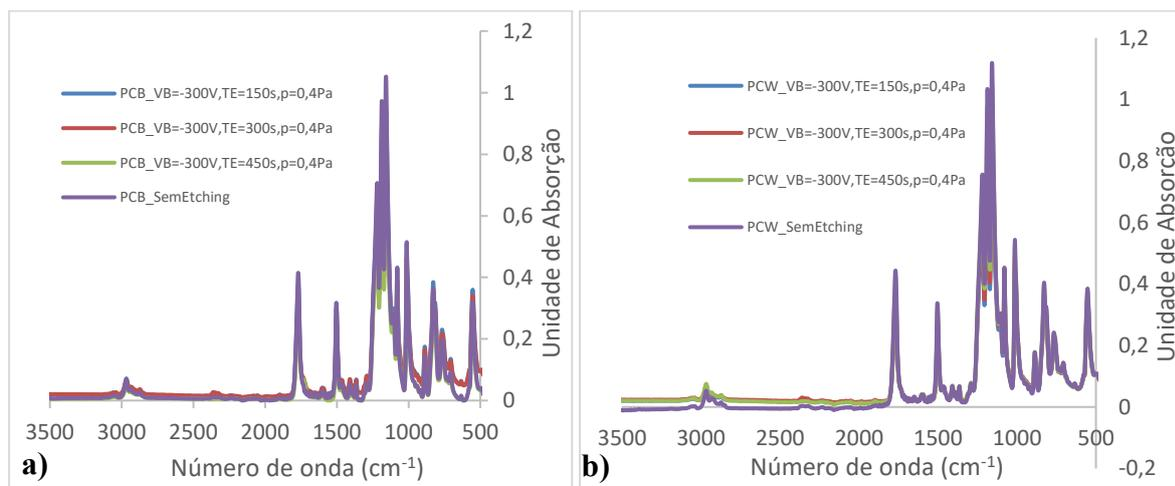 PCB_VB=-300V,TE=150s,p=0,4Pa
PCB_VB=-300V,TE=300s,p=0,4Pa
PCB_VB=-300V,TE=450s,p=0,4Pa
PCB_SemEtching
1,2
1
0,8
0,6
0,4
0,2
0
Unidade de Absorção
3500 3000 2500 2000 1500 1000 500
Número de onda (cm⁻¹)
a)
PCW_VB=-300V,TE=150s,p=0,4Pa
PCW_VB=-300V,TE=300s,p=0,4Pa
PCW_VB=-300V,TE=450s,p=0,4Pa
PCW_SemEtching
1,2
1
0,8
0,6
0,4
0,2
0
-0,2
Unidade de Absorcão
3500 3000 2500 2000 1500 1000 500
Número de onda (cm⁻¹)
b)